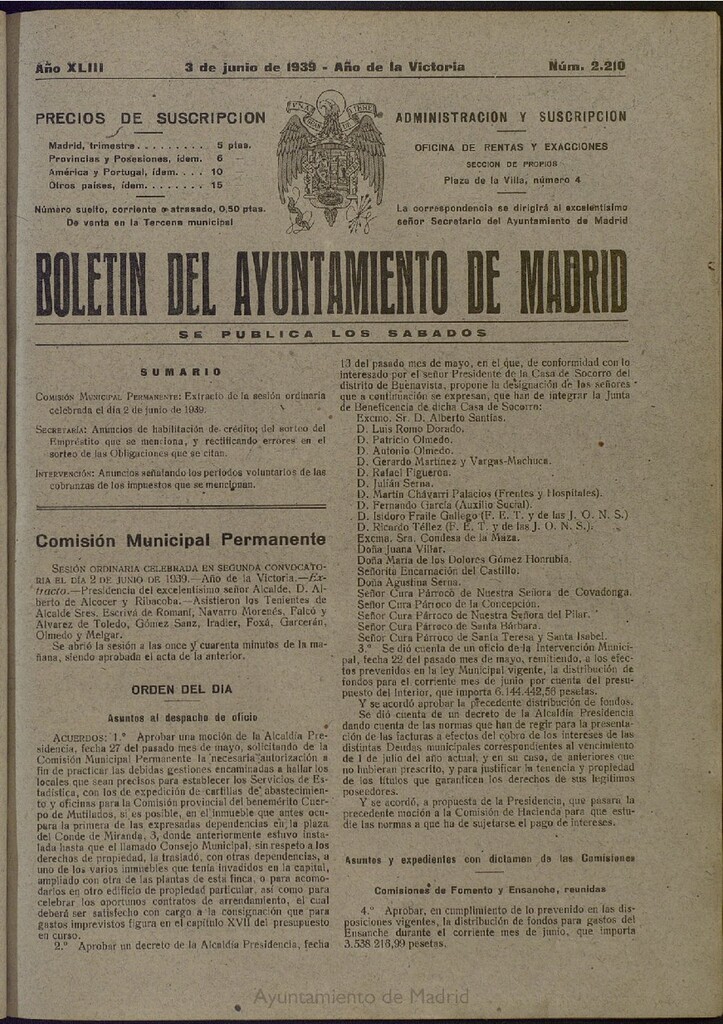 Año XLIII
3 de junio de 1939 - Año de la Victoria
Núm. 2.210
PRECIOS DE SUSCRIPCION
Madrid, trimestre . . . . . . . . . 5 ptas.
Provincias y Posesiones, ídem. 6
América y Portugal, ídem. . . . 10
Otros países, ídem. . . . . . . . 15
Número suelto, corriente o atrasado, 0,50 ptas.
De venta en la Tercena municipal
ADMINISTRACION Y SUSCRIPCION
OFICINA DE RENTAS Y EXACCIONES
SECCION DE PROPIOS
Plaza de la Villa, número 4
La correspondencia se dirigirá al excelentísimo
señor Secretario del Ayuntamiento de Madrid
BOLETIN DEL AYUNTAMIENTO DE MADRID
SE PUBLICA LOS SABADOS
SUMARIO
COMISIÓN MUNICIPAL PERMANENTE: Extracto de la sesión ordinaria
celebrada el día 2 de junio de 1939.
SECRETARÍA: Anuncios de habilitación de crédito; del sorteo del
Empréstito que se menciona, y rectificando errores en el
sorteo de las Obligaciones que se citan.
INTERVENCIÓN: Anuncios señalando los períodos voluntarios de las
cobranzas de los impuestos que se mencionan.
Comisión Municipal Permanente
SESIÓN ORDINARIA CELEBRADA EN SEGUNDA CONVOCATO-
RIA EL DÍA 2 DE JUNIO DE 1939.—Año de la Victoria.—Ex-
tracto.—Presidencia del excelentísimo señor Alcalde, D. Al-
berto de Alcocer y Ribacoba.—Asistieron los Tenientes de
Alcalde Sres. Escrivá de Romaní, Navarro Morenés, Falcó y
Alvarez de Toledo, Gómez Sanz, Iradier, Foxá, Garcerán,
Olmedo y Melgar.
Se abrió la sesión a las once y cuarenta minutos de la ma-
ñana, siendo aprobada el acta de la anterior.
ORDEN DEL DIA
Asuntos al despacho de oficio
ACUERDOS: 1.º Aprobar una moción de la Alcaldía Pre-
sidencia, fecha 27 del pasado mes de mayo, solicitando de la
Comisión Municipal Permanente la necesaria autorización a
fin de practicar las debidas gestiones encaminadas a hallar los
locales que sean precisos para establecer los Servicios de Es-
tadística, con los de expedición de cartillas de abastecimien-
to y oficinas para la Comisión provincial del benemérito Cuer-
po de Mutilados, si es posible, en el inmueble que antes ocu-
para la primera de las expresadas dependencias en la plaza
del Conde de Miranda, 3, donde anteriormente estuvo insta-
lada hasta que el llamado Consejo Municipal, sin respeto a los
derechos de propiedad, la trasladó, con otras dependencias, a
uno de los varios inmuebles que tenía invadidos en la capital,
ampliado con otra de las plantas de esta finca, o para acomo-
darlos en otro edificio de propiedad particular, así como para
celebrar los oportunos contratos de arrendamiento, el cual
deberá ser satisfecho con cargo a la consignación que para
gastos imprevistos figura en el capítulo XVII del presupuesto
en curso.
2.º Aprobar un decreto de la Alcaldía Presidencia, fecha
13 del pasado mes de mayo, en el que, de conformidad con lo
interesado por el señor Presidente de la Casa de Socorro del
distrito de Buenavista, propone la designación de los señores
que a continuación se expresan, que han de integrar la Junta
de Beneficencia de dicha Casa de Socorro:
Excmo. Sr. D. Alberto Santías.
D. Luis Romo Dorado.
D. Patricio Olmedo.
D. Antonio Olmedo.
D. Gerardo Martínez y Vargas-Machuca.
D. Rafael Figueroa.
D. Julián Serna.
D. Martín Chávarri Palacios (Frentes y Hospitales).
D. Fernando García (Auxilio Social).
D. Isidoro Fraile Gallego (F. E. T. y de las J. O. N. S.)
D. Ricardo Téllez (F. E. T. y de las J. O. N. S.).
Excma. Sra. Condesa de la Maza.
Doña Juana Villar.
Doña María de los Dolores Gómez Honrubia.
Señorita Encarnación del Castillo.
Doña Agustina Serna.
Señor Cura Párroco de Nuestra Señora de Covadonga.
Señor Cura Párroco de la Concepción.
Señor Cura Párroco de Nuestra Señora del Pilar.
Señor Cura Párroco de Santa Bárbara.
Señor Cura Párroco de Santa Teresa y Santa Isabel.
3.º Se dió cuenta de un oficio de la Intervención Munici-
pal, fecha 22 del pasado mes de mayo, remitiendo, a los efec-
tos prevenidos en la ley Municipal vigente, la distribución de
fondos para el corriente mes de junio por cuenta del presu-
puesto del Interior, que importa 6.144.442,56 pesetas.
Y se acordó aprobar la precedente distribución de fondos.
Se dió cuenta de un decreto de la Alcaldía Presidencia
dando cuenta de las normas que han de regir para la presenta-
ción de las facturas a efectos del cobro de los intereses de las
distintas Deudas municipales correspondientes al vencimiento
de 1 de julio del año actual, y en su caso, de anteriores que
no hubieran prescrito, y para justificar la tenencia y propiedad
de los títulos que garanticen los derechos de sus legítimos
poseedores.
Y se acordó, a propuesta de la Presidencia, que pasara la
precedente moción a la Comisión de Hacienda para que estu-
die las normas a que ha de sujetarse el pago de intereses.
Asuntos y expedientes con dictamen de las Comisiones
Comisiones de Fomento y Ensanche, reunidas
4.º Aprobar, en cumplimiento de lo prevenido en las dis-
posiciones vigentes, la distribución de fondos para gastos del
Ensanche durante el corriente mes de junio, que importa
3.538.216,99 pesetas.
Ayuntamiento de Madrid